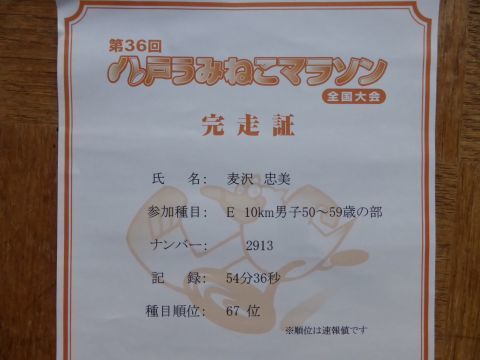 第36回
八戸うみねこマラソン
全国大会
完走証
氏　名：　麦沢　忠美
参加種目：　E　10km男子50～59歳の部
ナンバー：　2913
記　録：　54分36秒
種目順位：　67 位
※順位は速報値です